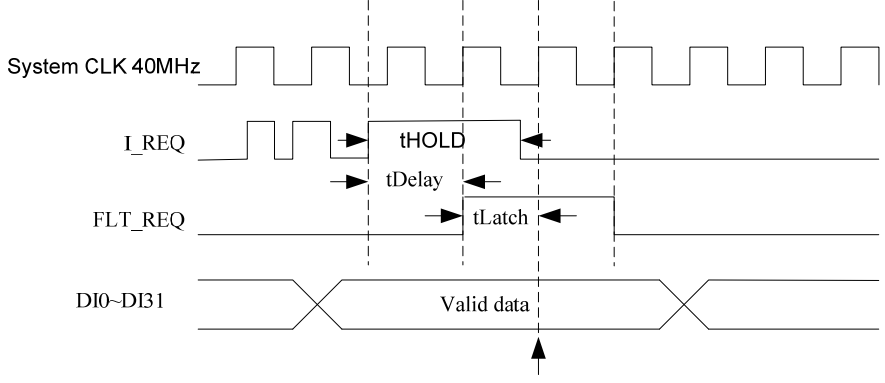 System CLK 40MHz
I_REQ
tHOLD
tDelay
FLT_REQ
tLatch
DI0~DI31
Valid data